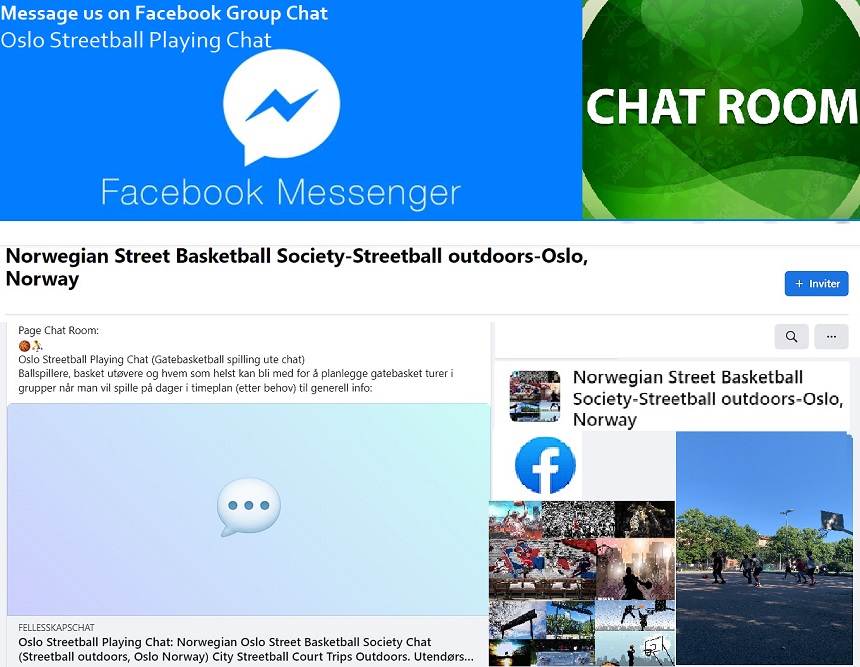 Message us on Facebook Group Chat
Oslo Streetball Playing Chat
Facebook Messenger
CHAT ROOM
Norwegian Street Basketball Society-Streetball outdoors-Oslo,
Norway
+ Inviter
Page Chat Room:
🏀⛹
Oslo Streetball Playing Chat (Gatebasketball spilling ute chat)
Ballspillere, basket utøvere og hvem som helst kan bli med for å planlegge gatebasket turer i
grupper når man vil spille på dager i timeplan (etter behov) til generell info:
FELLESSKAPSCHAT
Oslo Streetball Playing Chat: Norwegian Oslo Street Basketball Society Chat
(Streetball outdoors, Oslo Norway) City Streetball Court Trips Outdoors. Utendørs...
Norwegian Street Basketball
Society-Streetball outdoors-Oslo,
Norway